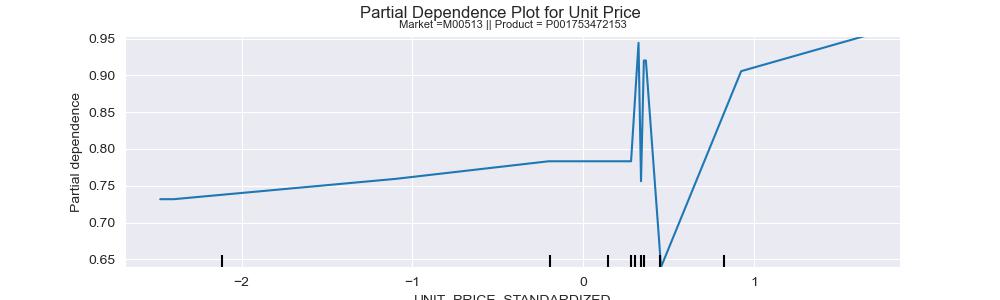 Partial Dependence Plot for Unit Price
Market =M00513 || Product = P001753472153
0.95
0.90
0.85
0.80
0.75
0.70
0.65
Partial dependence
−2 −1 0 1
UNIT_PRICE_STANDARDIZED